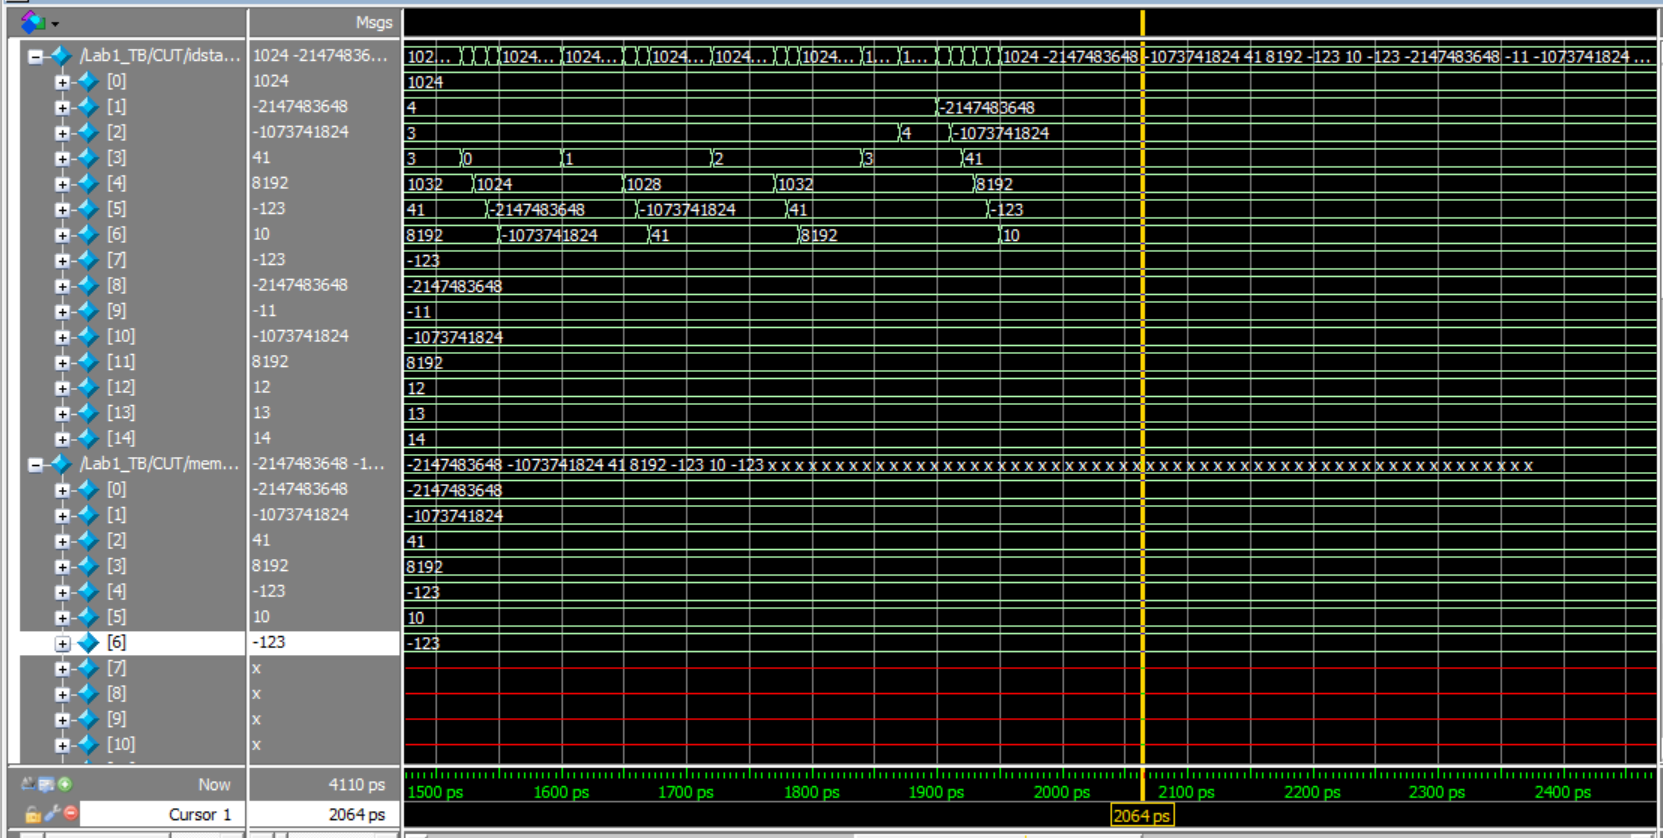 Msgs
/Lab1_TB/CUT/idsta... 1024 -21474836... 102... 1024... 1024... 1024... 1024... 1024... 1... 1... 1024 -2147483648 -1073741824 41 8192 -123 10 -123 -2147483648 -11 -1073741824 ...
[0] 1024 1024
[1] -2147483648 4 -2147483648
[2] -1073741824 3 4 -1073741824
[3] 41 3 0 1 2 3 41
[4] 8192 1032 1024 1028 1032 8192
[5] -123 41 -2147483648 -1073741824 41 -123
[6] 10 8192 -1073741824 41 8192 10
[7] -123 -123
[8] -2147483648 -2147483648
[9] -11 -11
[10] -1073741824 -1073741824
[11] 8192 8192
[12] 12 12
[13] 13 13
[14] 14 14
/Lab1_TB/CUT/mem... -2147483648 -1... -2147483648 -1073741824 41 8192 -123 10 -123 x x x x x x x x x x x x x x x x x x x x x x x x x x x x x x x x x x x x x x x x x x x x x x x x x x x x x x x x x
[0] -2147483648 -2147483648
[1] -1073741824 -1073741824
[2] 41 41
[3] 8192 8192
[4] -123 -123
[5] 10 10
[6] -123 -123
[7] x
[8] x
[9] x
[10] x
Now 4110 ps 1500 ps 1600 ps 1700 ps 1800 ps 1900 ps 2000 ps 2100 ps 2200 ps 2300 ps 2400 ps
Cursor 1 2064 ps 2064 ps